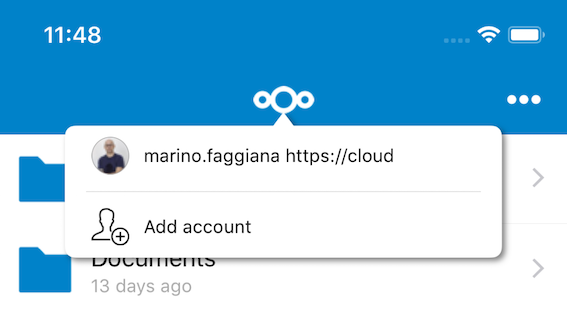 11:48
marino.faggiana https://cloud
Add account
Documents
13 days ago